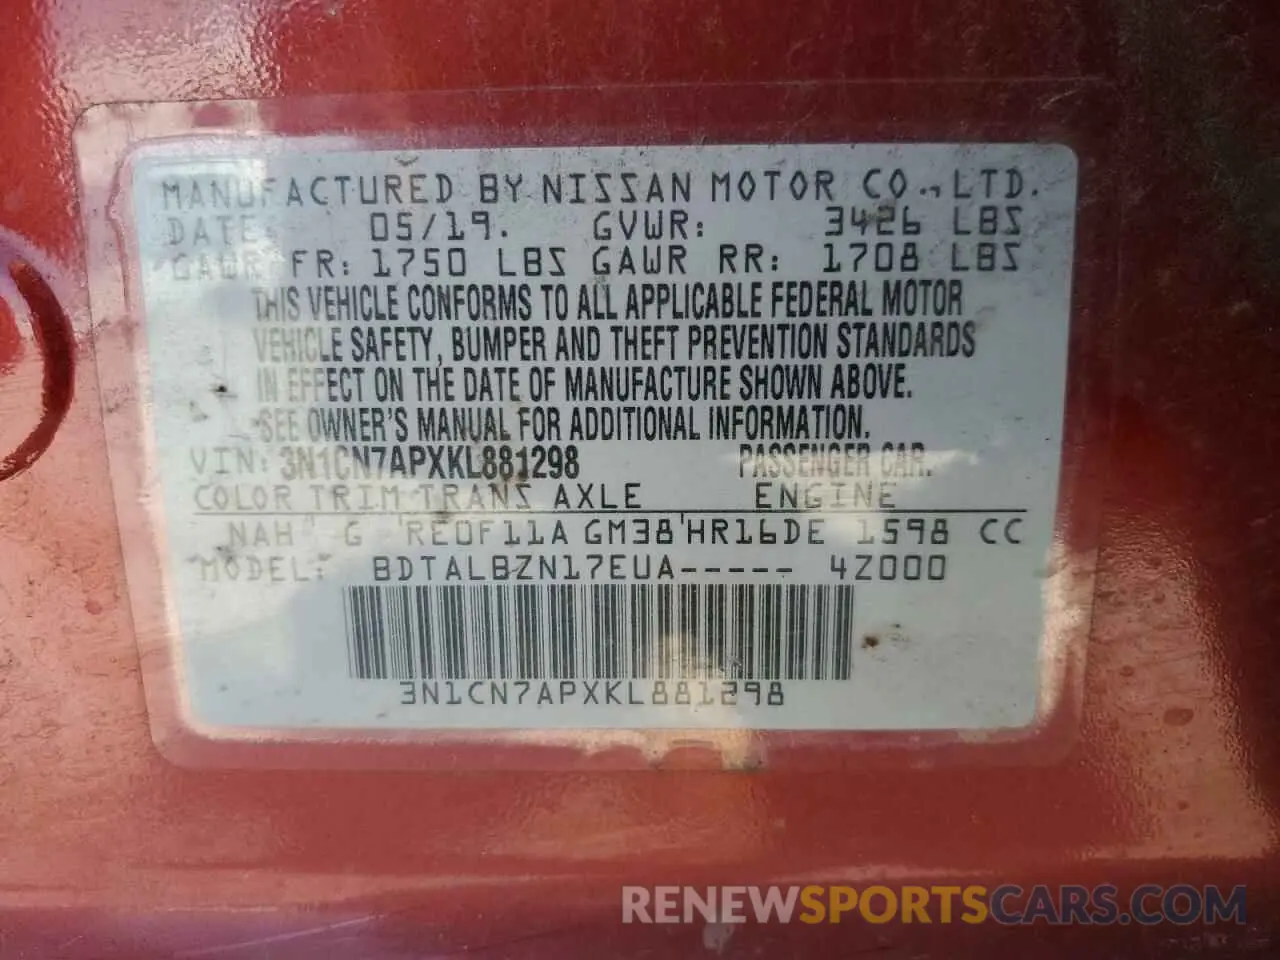 MANUFACTURED BY NISSAN MOTOR CO., LTD.
DATE: 05/19. GVWR: 3426 LBS
GAWR FR: 1750 LBS GAWR RR: 1708 LBS
THIS VEHICLE CONFORMS TO ALL APPLICABLE FEDERAL MOTOR
VEHICLE SAFETY, BUMPER AND THEFT PREVENTION STANDARDS
IN EFFECT ON THE DATE OF MANUFACTURE SHOWN ABOVE.
SEE OWNER'S MANUAL FOR ADDITIONAL INFORMATION.
VIN: 3N1CN7APXKL881298 PASSENGER CAR.
COLOR TRIM TRANS AXLE ENGINE
NAH G RE0F11A GM38 HR16DE 1598 CC
MODEL: BDTALBZN17EUA----- 4Z000
3N1CN7APXKL881298
RENEWSPORTSCARS.COM